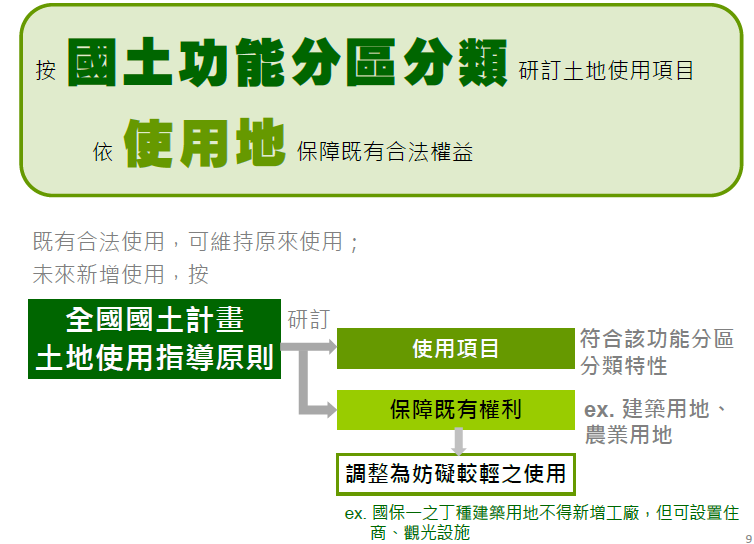 按 國土功能分區分類 研訂土地使用項目
依 使用地 保障既有合法權益
既有合法使用，可維持原來使用；
未來新增使用，按
全國國土計畫
土地使用指導原則
研訂
使用項目
符合該功能分區
分類特性
保障既有權利
ex. 建築用地、
農業用地
調整為妨礙較輕之使用
ex. 國保一之丁種建築用地不得新增工廠，但可設置住
商、觀光設施
9